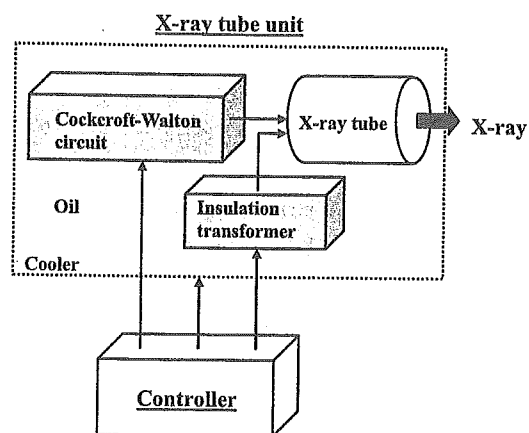 X-ray tube unit
Cockcroft-Walton
circuit
X-ray tube
X-ray
Oil
Insulation
transformer
Cooler
Controller